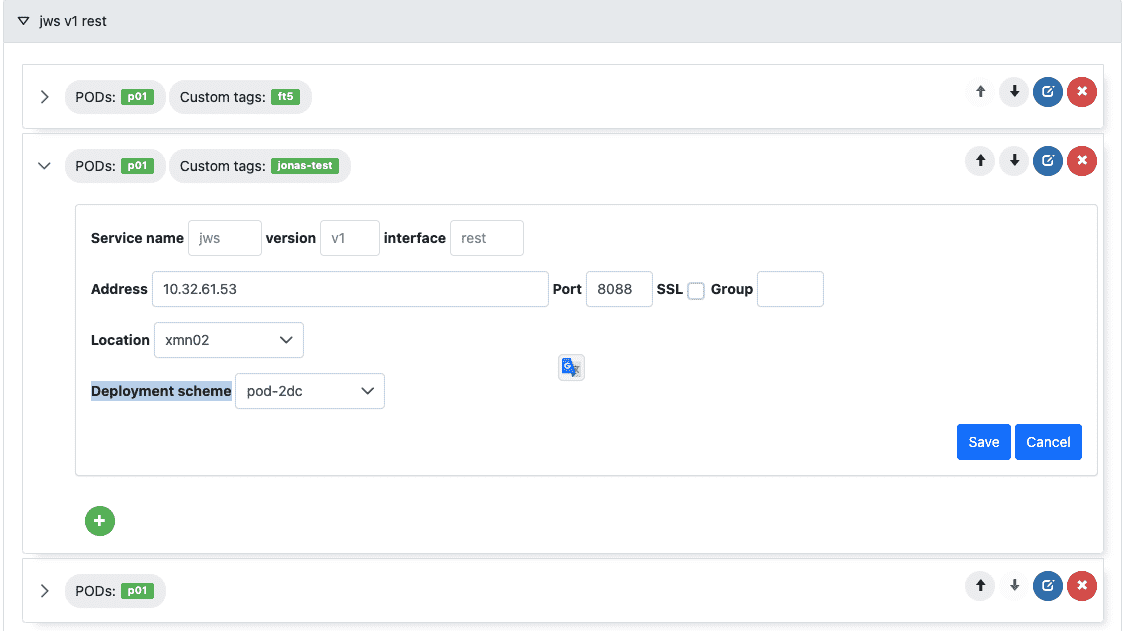 jws v1 rest
PODs: p01 Custom tags: ft5
PODs: p01 Custom tags: jonas-test
Service name jws version v1 interface rest
Address 10.32.61.53 Port 8088 SSL Group
Location xmn02
Deployment scheme pod-2dc
Save Cancel
PODs: p01